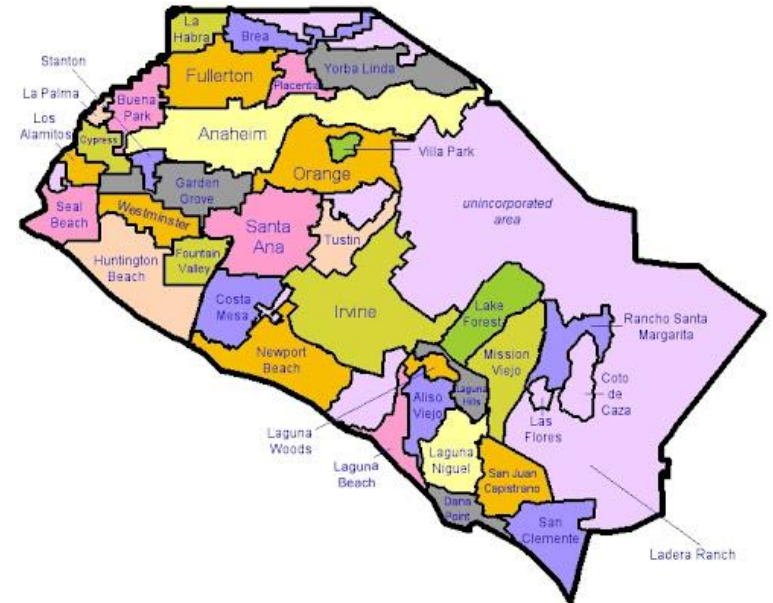 La
Habra
Brea
Stanton
Fullerton
Yorba Linda
Placentia
La Palma
Buena
Park
Los
Alamitos
Cypress
Anaheim
Villa Park
Orange
Garden
Grove
unincorporated
area
Seal
Beach
Westminster
Santa
Ana
Tustin
Huntington
Beach
Fountain
Valley
Costa
Mesa
Irvine
Lake
Forest
Rancho Santa
Margarita
Newport
Beach
Mission
Viejo
Coto
de
Caza
Laguna
Hills
Aliso
Viejo
Las
Flores
Laguna
Woods
Laguna
Beach
Laguna
Niguel
San Juan
Capistrano
Dana
Point
San
Clemente
Ladera Ranch